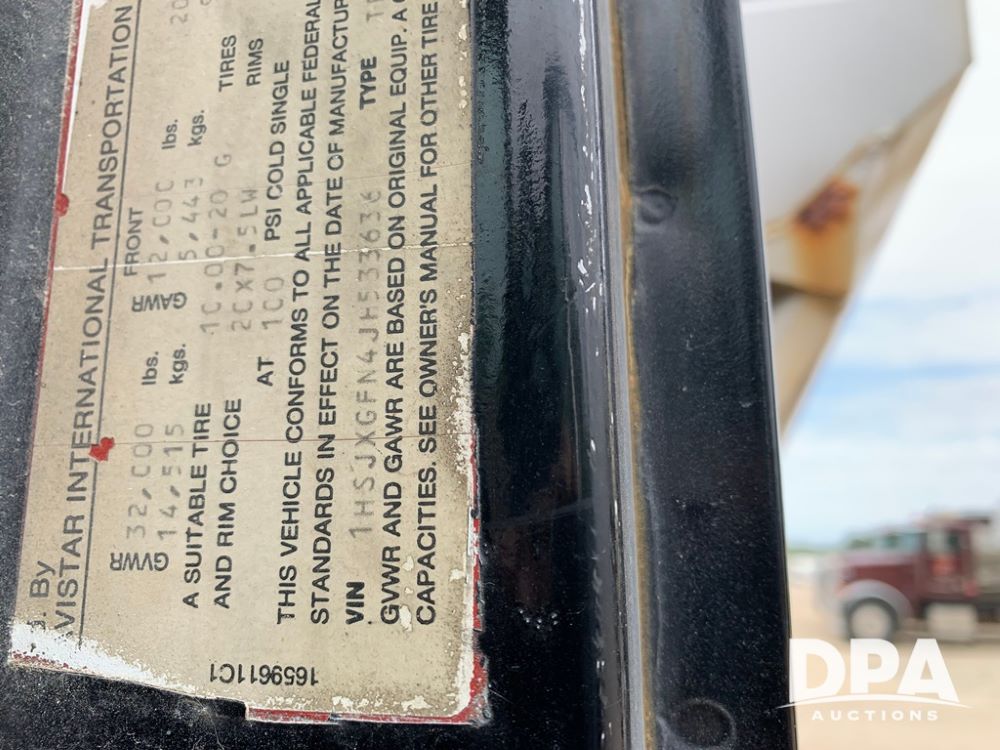 . By
VISTAR INTERNATIONAL TRANSPORTATION
FRONT
GVWR 32,000 lbs. GAWR 12,000 lbs. 20
14,515 kgs. 5,443 kgs.
A SUITABLE TIRE 10.00-20 G TIRES
AND RIM CHOICE 20X7.5LW RIMS
AT 100 PSI COLD SINGLE
THIS VEHICLE CONFORMS TO ALL APPLICABLE FEDERAL
STANDARDS IN EFFECT ON THE DATE OF MANUFACTUR
VIN 1HSJXGFN4JH533636 TYPE
GVWR AND GAWR ARE BASED ON ORIGINAL EQUIP. A
CAPACITIES. SEE OWNER'S MANUAL FOR OTHER TIRE
1659611C1
DPA
AUCTIONS